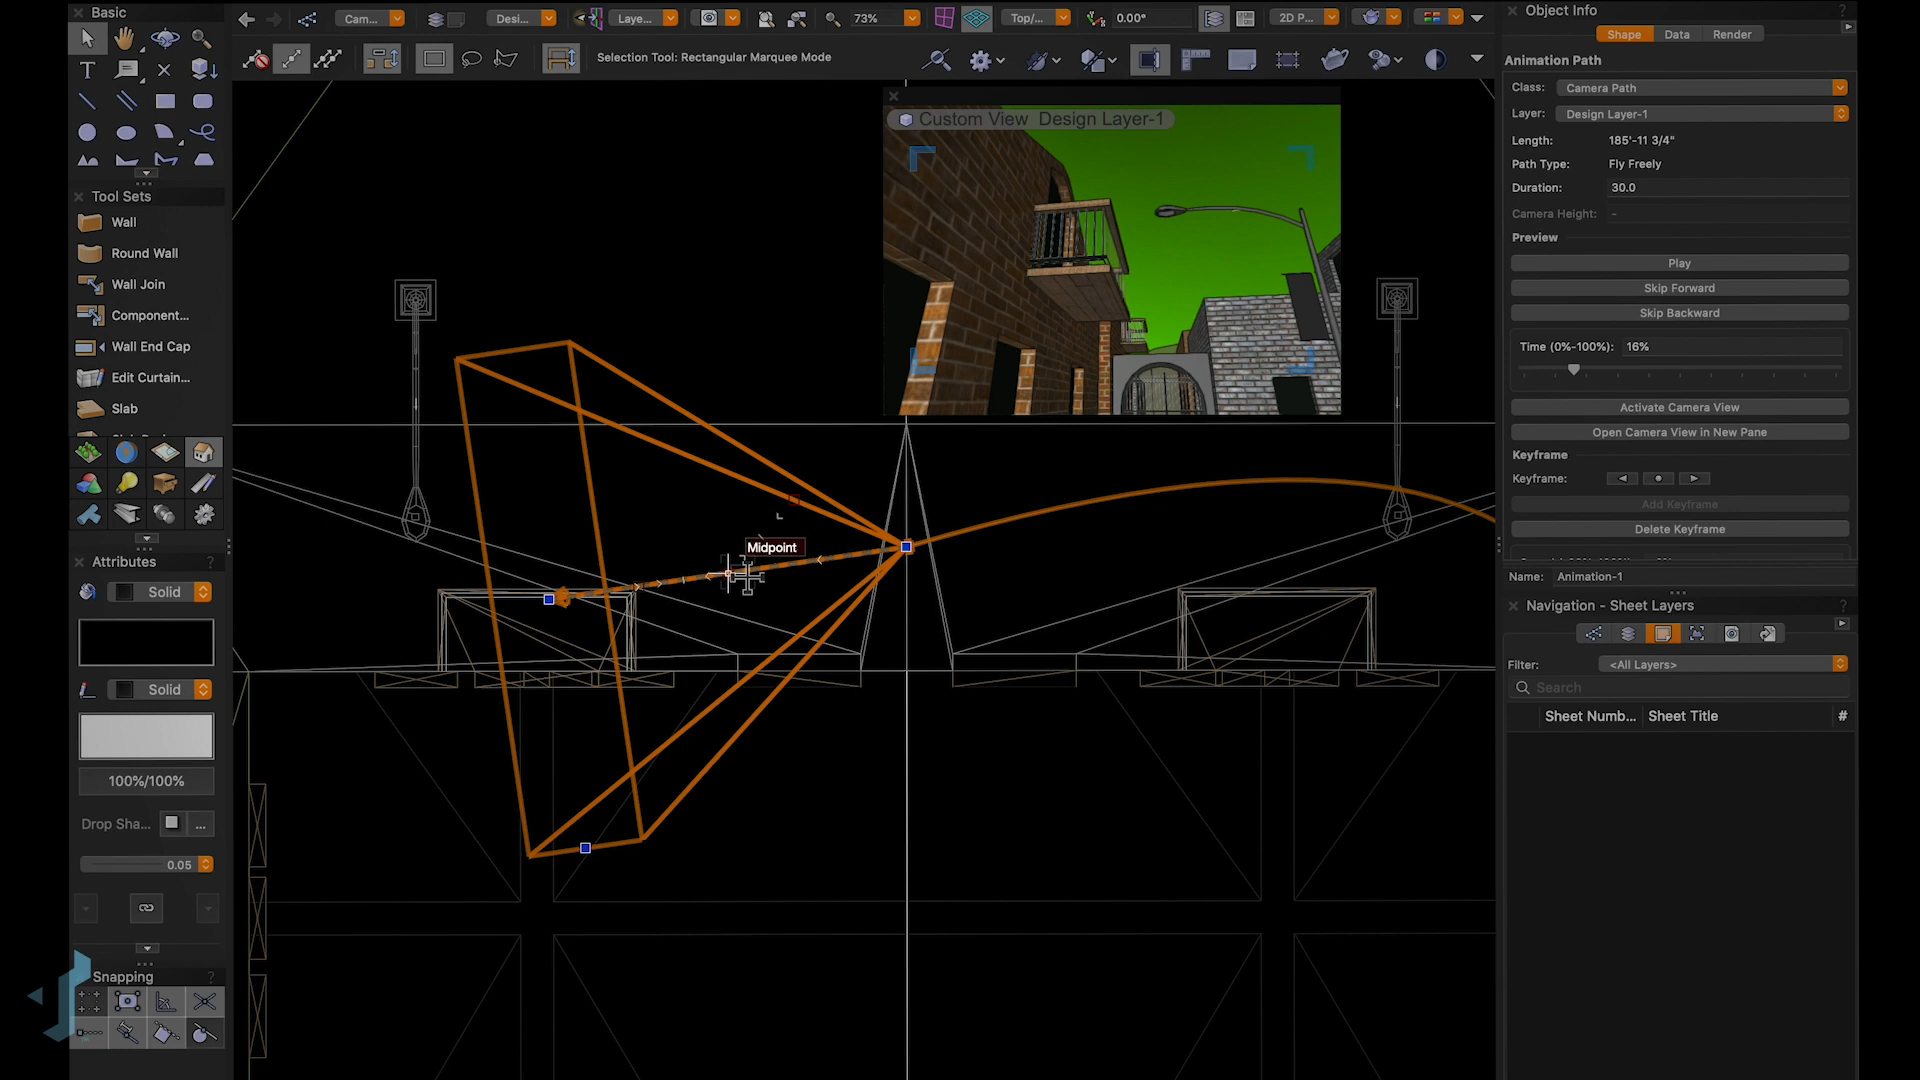 Basic
Cam...
Desi...
Laye...
73%
Top/...
0.00°
2D P...
Selection Tool: Rectangular Marquee Mode
Tool Sets
Wall
Round Wall
Wall Join
Component...
Wall End Cap
Edit Curtain...
Slab
Attributes
Solid
Solid
100%/100%
Drop Sha...
...
0.05
Snapping
?
Custom View Design Layer-1
Midpoint
Object Info
?
Shape
Data
Render
Animation Path
Class:
Camera Path
Layer:
Design Layer-1
Length:
185'-11 3/4"
Path Type:
Fly Freely
Duration:
30.0
Camera Height:
-
Preview
Play
Skip Forward
Skip Backward
Time (0%-100%):
16%
Activate Camera View
Open Camera View in New Pane
Keyframe
Keyframe:
Add Keyframe
Delete Keyframe
Name:
Animation-1
Navigation - Sheet Layers
?
Filter:
<All Layers>
Search
Sheet Numb...
Sheet Title
#